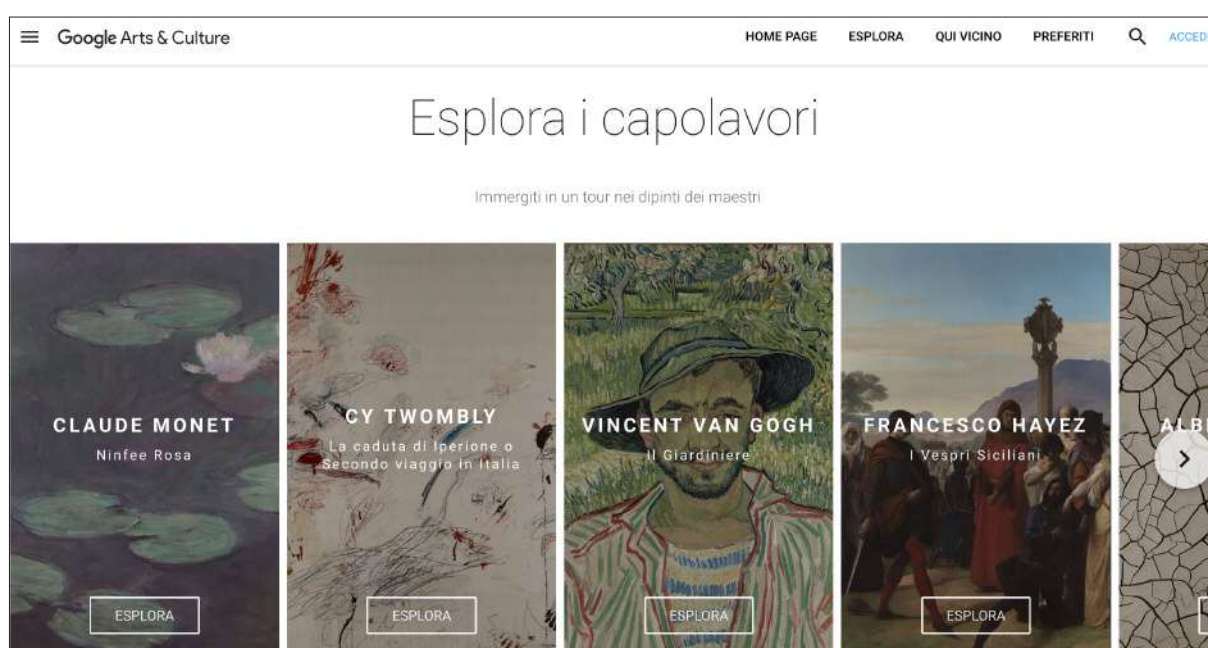 Google Arts & Culture
HOME PAGE ESPLORA QUI VICINO PREFERITI
Esplora i capolavori
Immergiti in un tour nei dipinti dei maestri
CLAUDE MONET
Ninfee Rosa
ESPLORA
CY TWOMBLY
La caduta di Iperione o
Secondo viaggio in Italia
ESPLORA
VINCENT VAN GOGH
Il Giardiniere
ESPLORA
FRANCESCO HAYEZ
I Vespri Siciliani
ESPLORA